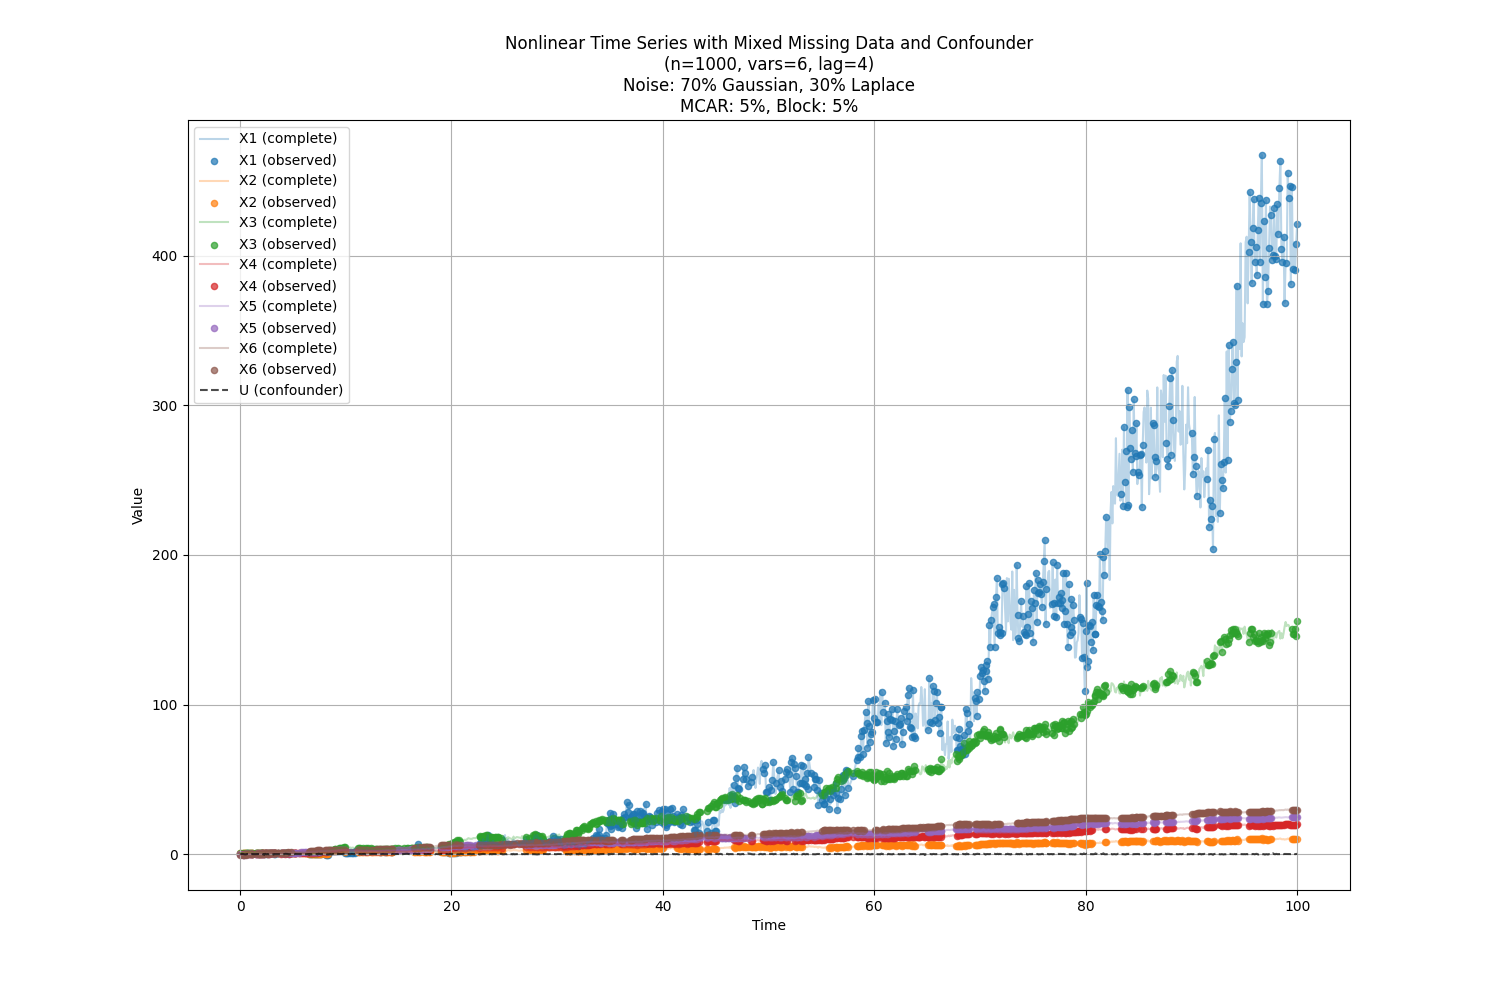 Nonlinear Time Series with Mixed Missing Data and Confounder
(n=1000, vars=6, lag=4)
Noise: 70% Gaussian, 30% Laplace
MCAR: 5%, Block: 5%
X1 (complete)
X1 (observed)
X2 (complete)
X2 (observed)
X3 (complete)
X3 (observed)
X4 (complete)
X4 (observed)
X5 (complete)
X5 (observed)
X6 (complete)
X6 (observed)
U (confounder)
Value
400
300
200
100
0
0 20 40 60 80 100
Time